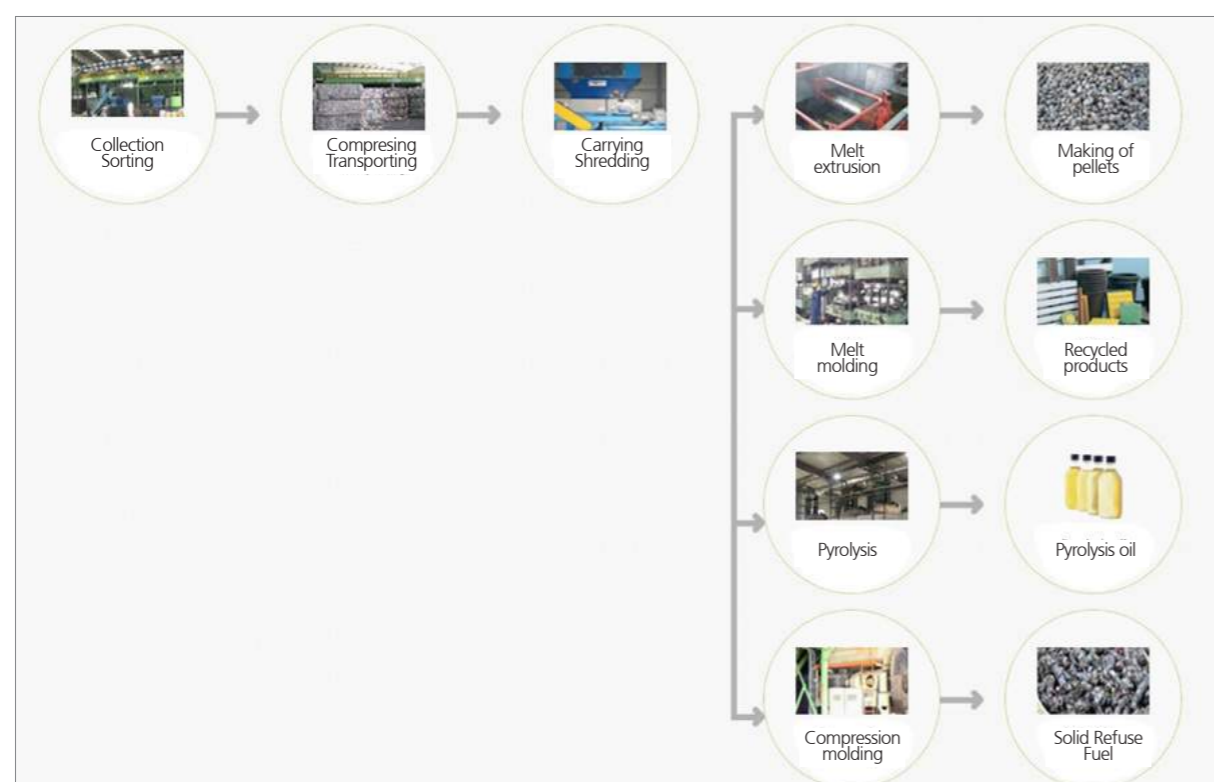 Collection
Sorting
Compresing
Transporting
Carrying
Shredding
Melt
extrusion
Making of
pellets
Melt
molding
Recycled
products
Pyrolysis
Pyrolysis oil
Compression
molding
Solid Refuse
Fuel